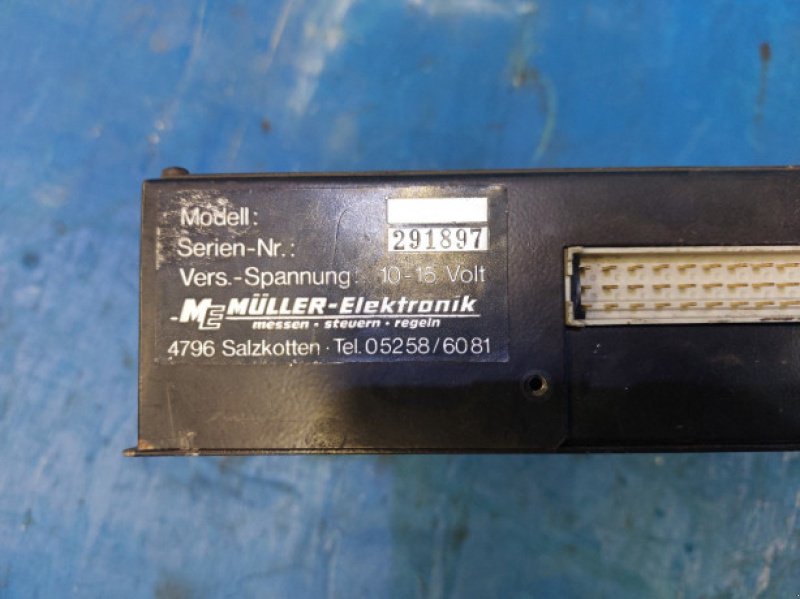 Modell:
Serien-Nr.: 291897
Vers.-Spannung: 10-15 Volt
ME MÜLLER-Elektronik
messen · steuern · regeln
4796 Salzkotten · Tel. 05258/6081